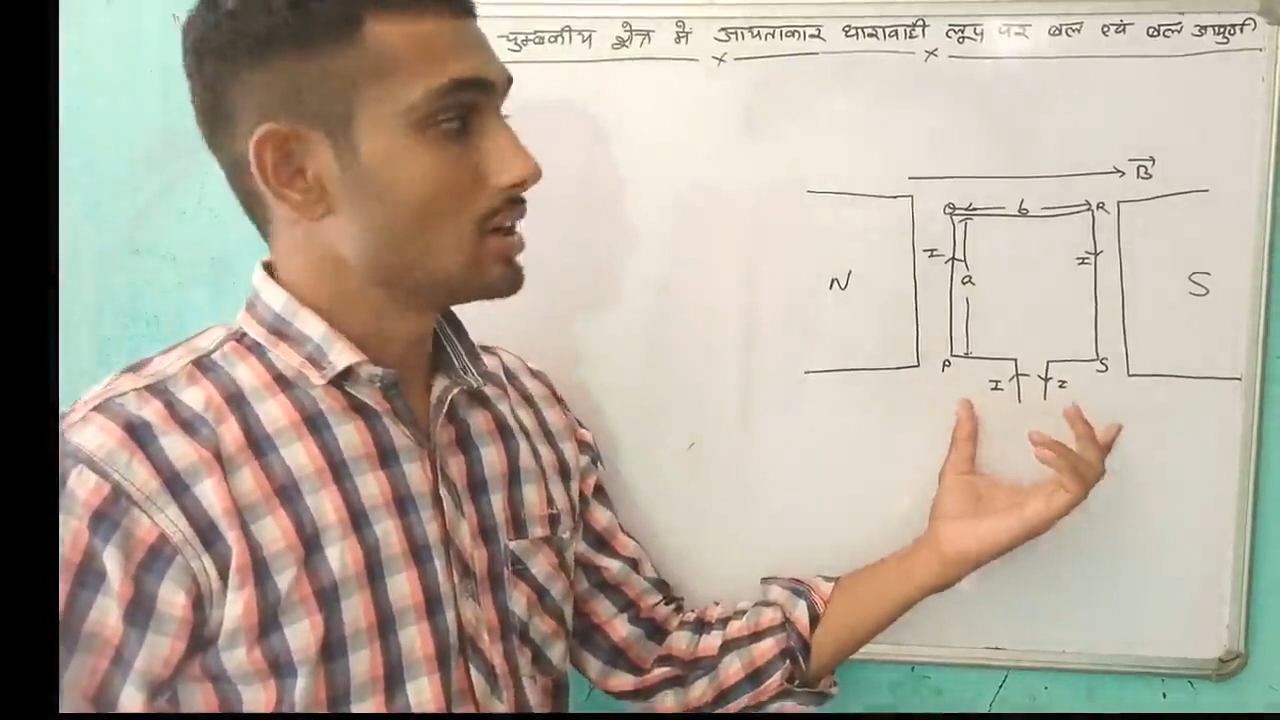 चुम्बकीय क्षेत्र में आयताकार धारावाही लूप पर बल एवं बल आघुर्ण
B
Q b R
I I
a
N S
P S
I I